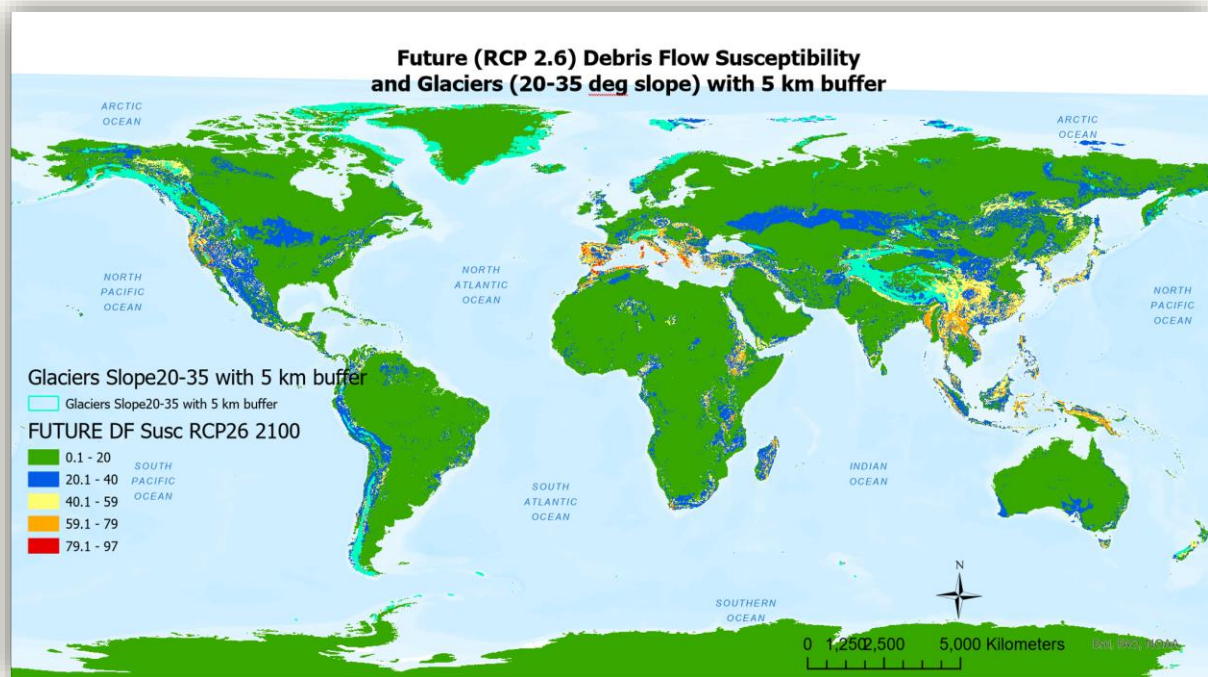 Future (RCP 2.6) Debris Flow Susceptibility
and Glaciers (20-35 deg slope) with 5 km buffer
ARCTIC
OCEAN
ARCTIC
OCEAN
NORTH
PACIFIC
OCEAN
NORTH
ATLANTIC
OCEAN
NORTH
PACIFIC
OCEAN
Glaciers Slope20-35 with 5 km buffer
Glaciers Slope20-35 with 5 km buffer
FUTURE DF Susc RCP26 2100
0.1 - 20
20.1 - 40
40.1 - 59
59.1 - 79
79.1 - 97
SOUTH
PACIFIC
OCEAN
SOUTH
ATLANTIC
OCEAN
INDIAN
OCEAN
SOUTHERN
OCEAN
N
0 1,250 2,500 5,000 Kilometers
NOAA